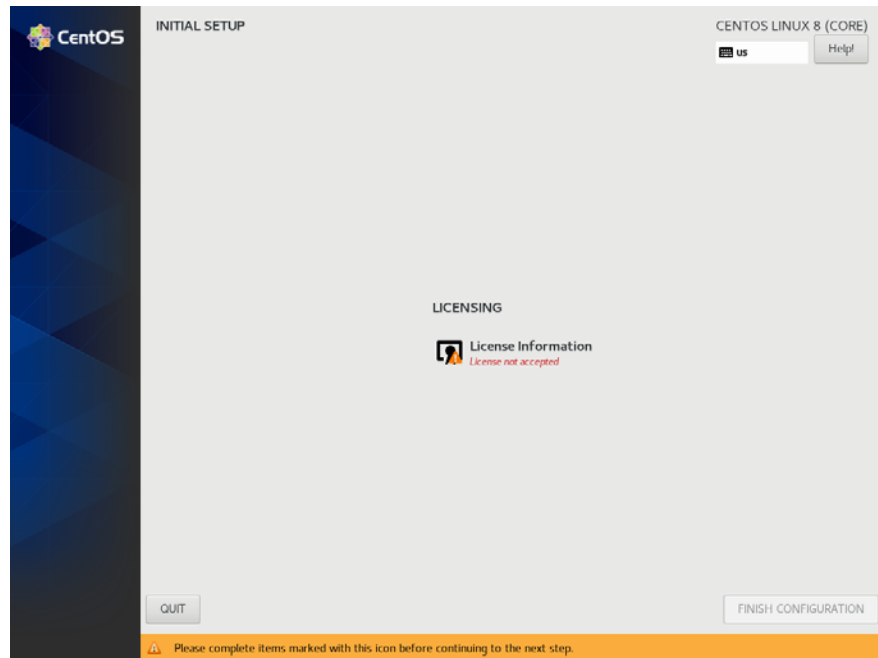 CentOS
INITIAL SETUP
CENTOS LINUX 8 (CORE)
us
Help!
LICENSING
License Information
License not accepted
QUIT
FINISH CONFIGURATION
Please complete items marked with this icon before continuing to the next step.